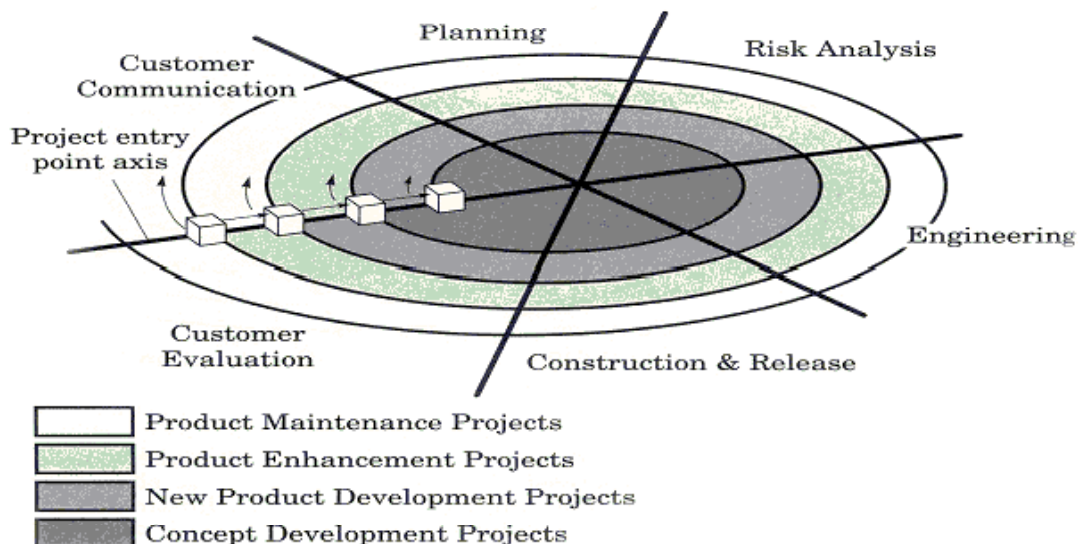 Planning
Risk Analysis
Customer
Communication
Project entry
point axis
Engineering
Customer
Evaluation
Construction & Release
Product Maintenance Projects
Product Enhancement Projects
New Product Development Projects
Concept Development Projects